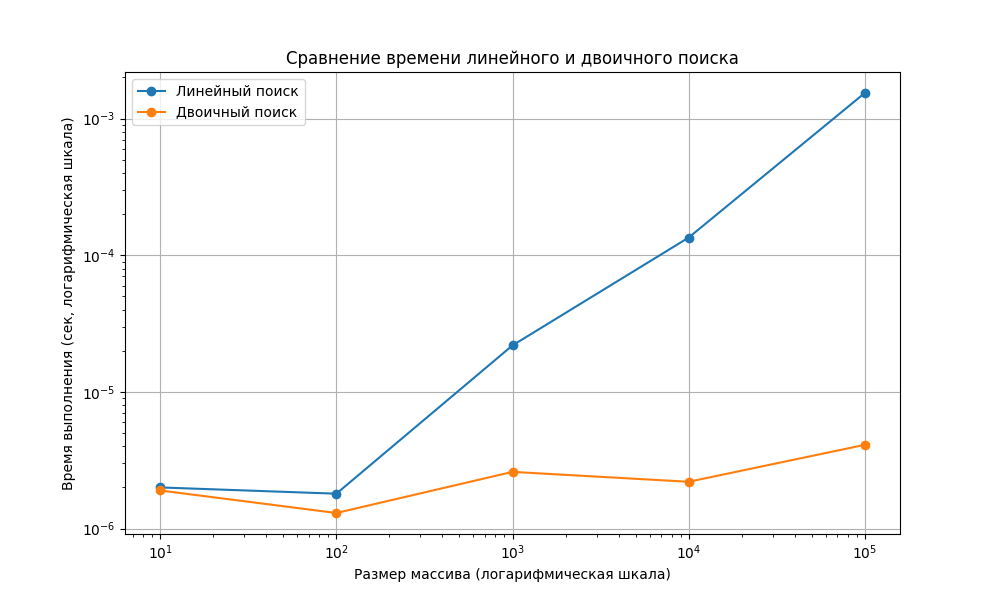 Сравнение времени линейного и двоичного поиска
Линейный поиск
Двоичный поиск
Время выполнения (сек, логарифмическая шкала)
10⁻³
10⁻⁴
10⁻⁵
10⁻⁶
10¹ 10² 10³ 10⁴ 10⁵
Размер массива (логарифмическая шкала)